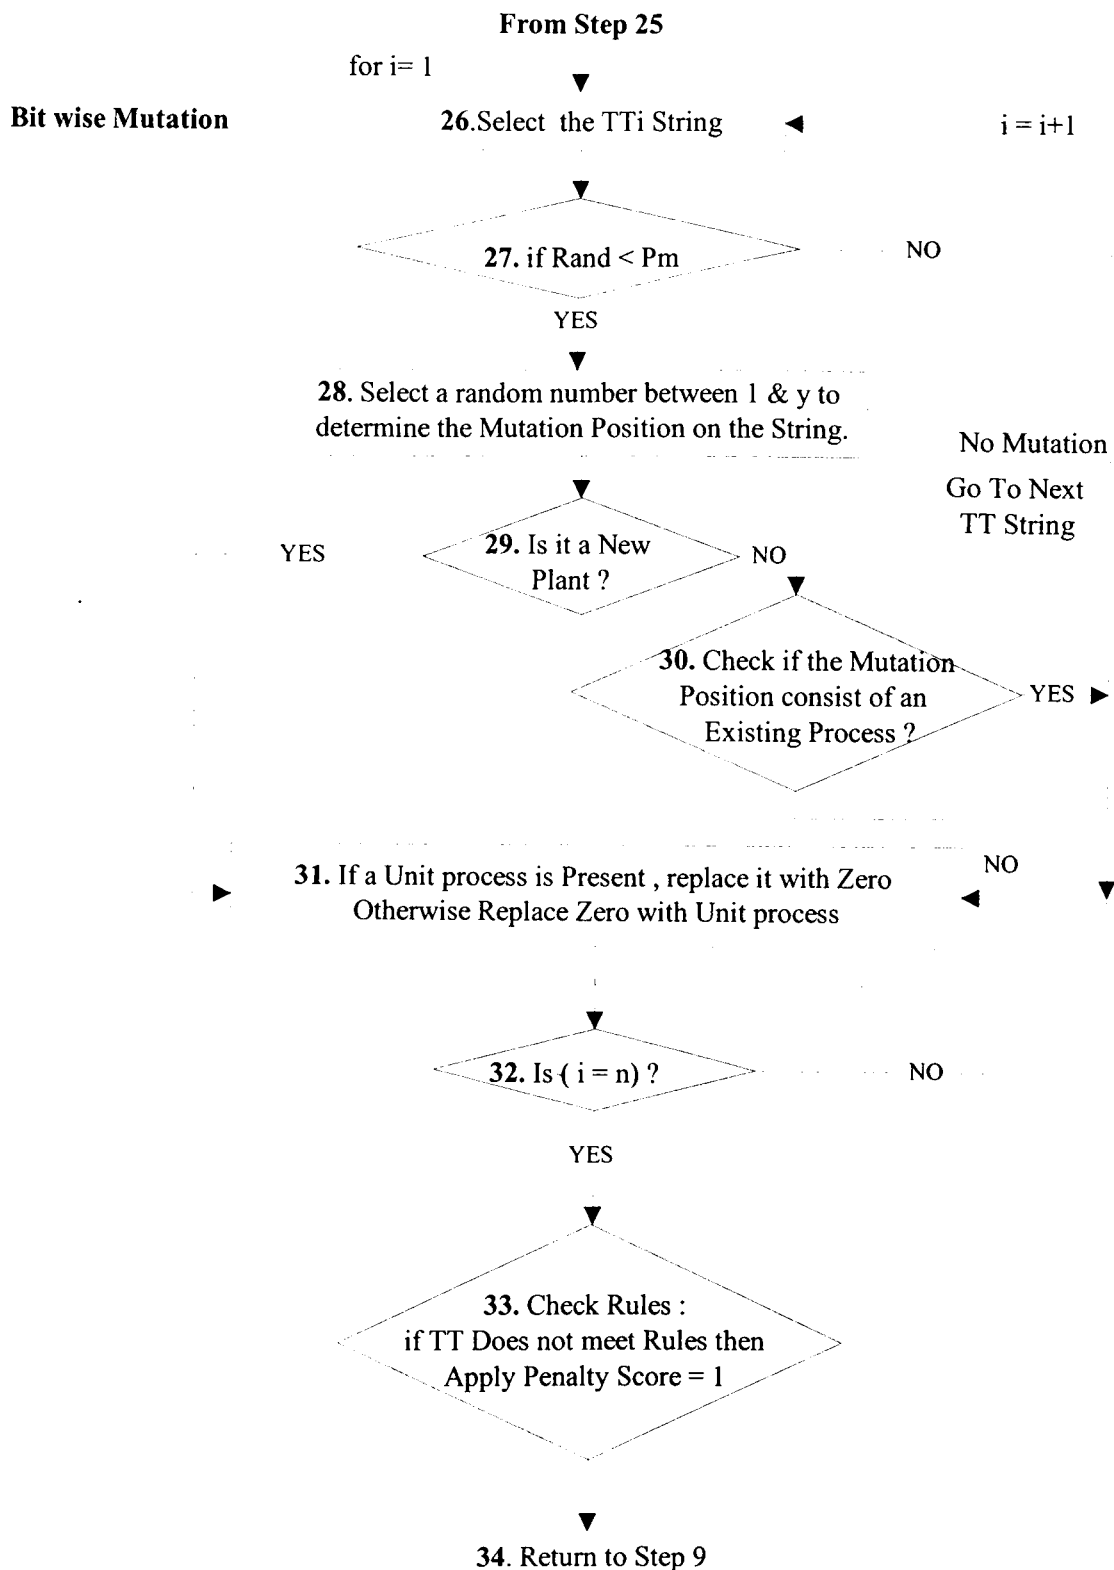 From Step 25
for i= 1
Bit wise Mutation
26.Select the TTi String
i = i+1
27. if Rand < Pm
NO
YES
28. Select a random number between 1 & y to
determine the Mutation Position on the String.
No Mutation
Go To Next
TT String
YES
29. Is it a New
Plant ?
NO
30. Check if the Mutation
Position consist of an
Existing Process ?
YES
NO
31. If a Unit process is Present , replace it with Zero
Otherwise Replace Zero with Unit process
32. Is ( i = n) ?
NO
YES
33. Check Rules :
if TT Does not meet Rules then
Apply Penalty Score = 1
34. Return to Step 9